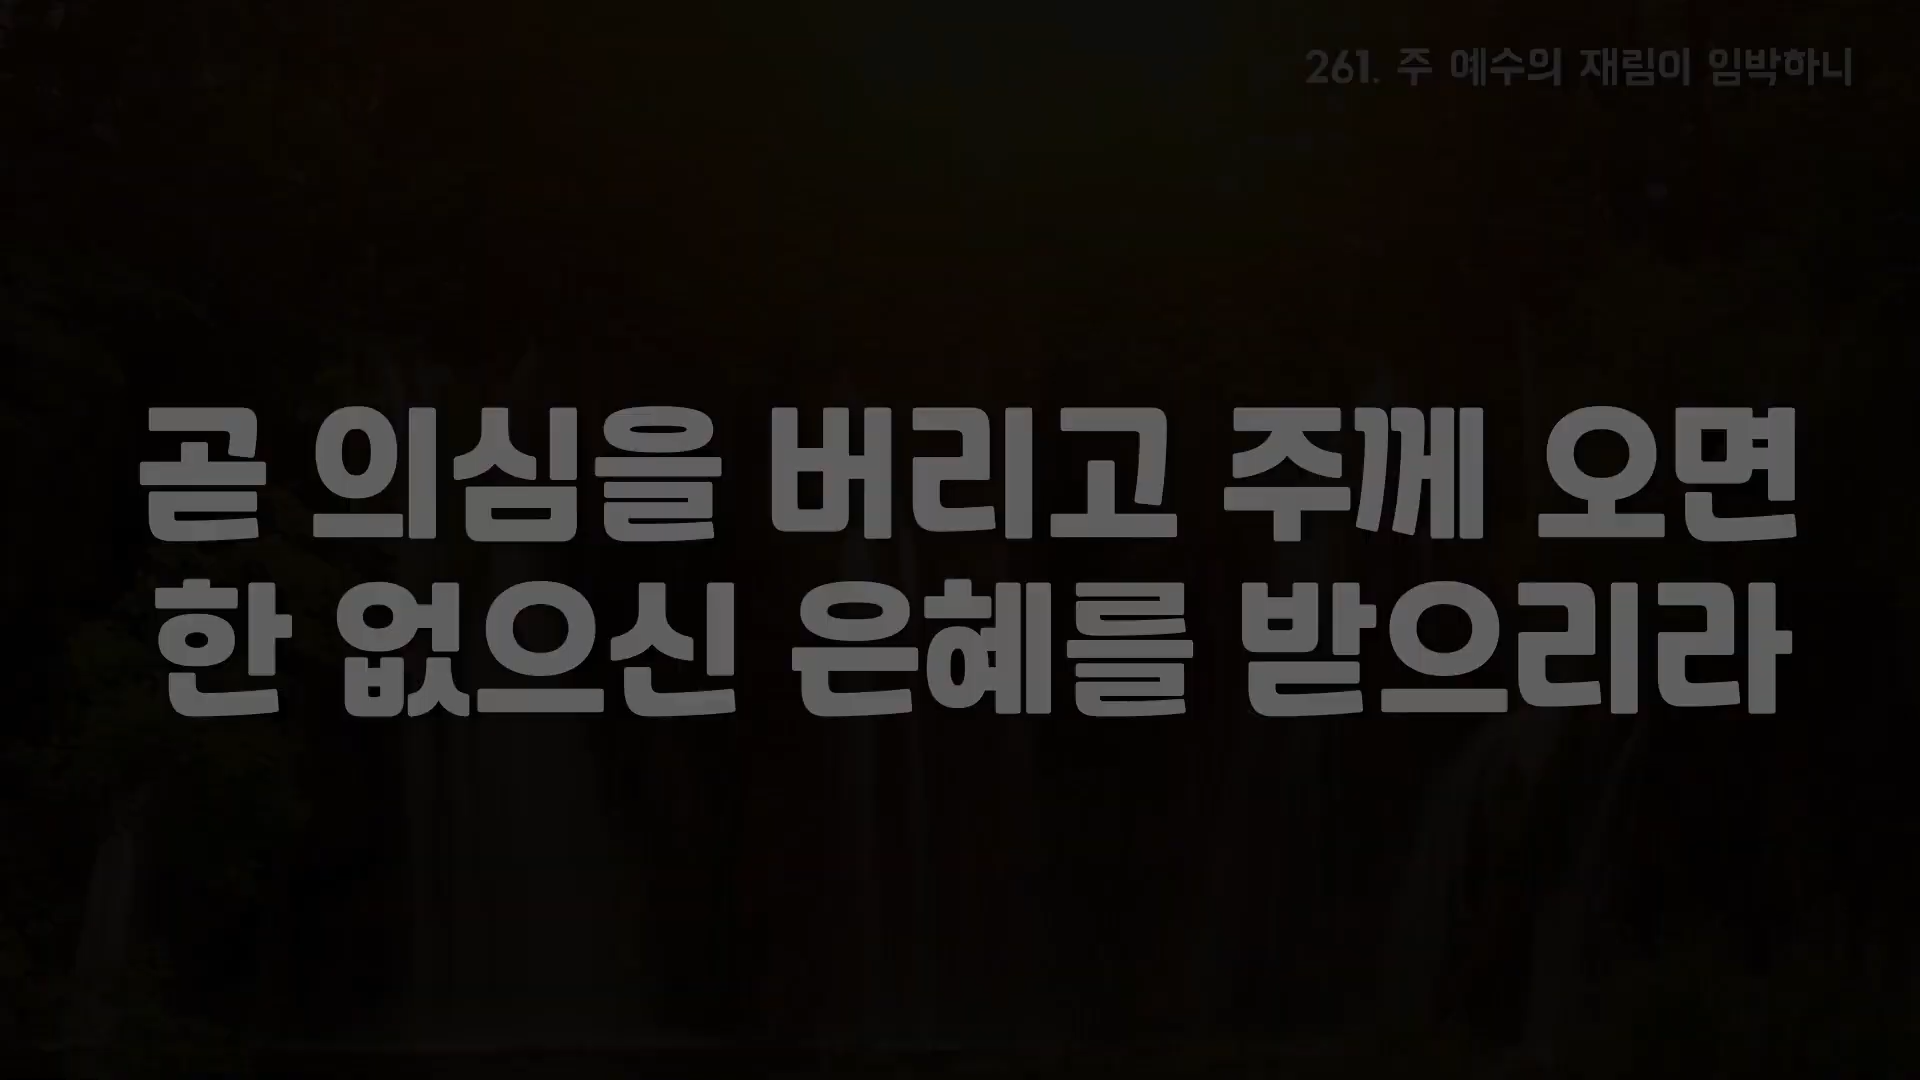 261. 주 예수의 재림이 임박하니
곧 의심을 버리고 주께 오면
한 없으신 은혜를 받으리라